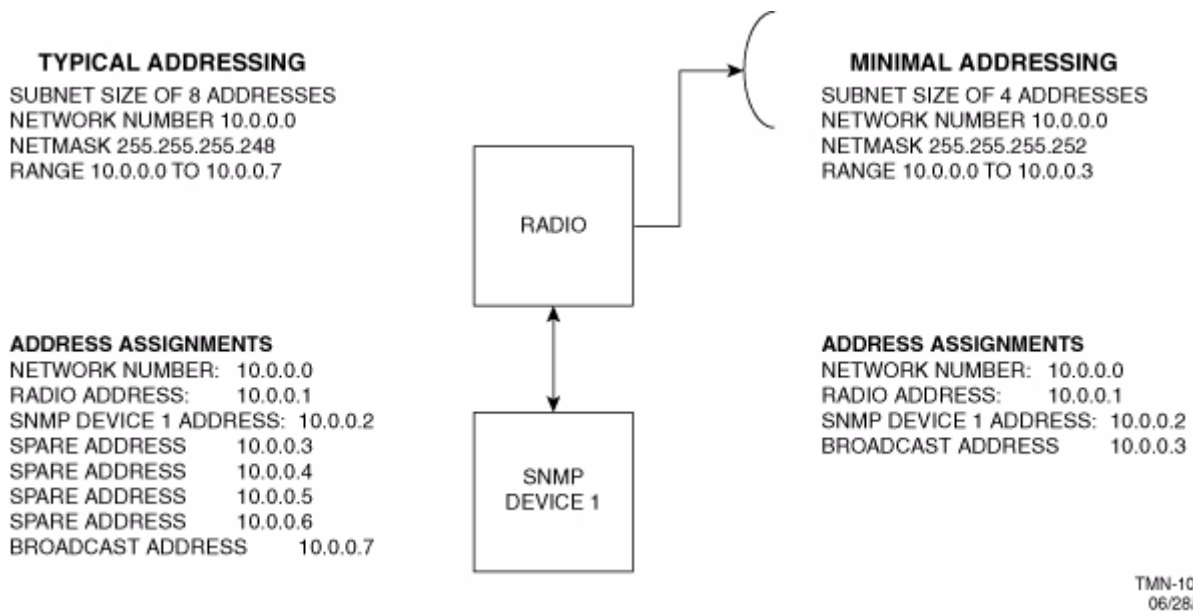 TYPICAL ADDRESSING
SUBNET SIZE OF 8 ADDRESSES
NETWORK NUMBER 10.0.0.0
NETMASK 255.255.255.248
RANGE 10.0.0.0 TO 10.0.0.7
MINIMAL ADDRESSING
SUBNET SIZE OF 4 ADDRESSES
NETWORK NUMBER 10.0.0.0
NETMASK 255.255.255.252
RANGE 10.0.0.0 TO 10.0.0.3
RADIO
ADDRESS ASSIGNMENTS
NETWORK NUMBER: 10.0.0.0
RADIO ADDRESS: 10.0.0.1
SNMP DEVICE 1 ADDRESS: 10.0.0.2
SPARE ADDRESS 10.0.0.3
SPARE ADDRESS 10.0.0.4
SPARE ADDRESS 10.0.0.5
SPARE ADDRESS 10.0.0.6
BROADCAST ADDRESS 10.0.0.7
SNMP
DEVICE 1
ADDRESS ASSIGNMENTS
NETWORK NUMBER: 10.0.0.0
RADIO ADDRESS: 10.0.0.1
SNMP DEVICE 1 ADDRESS: 10.0.0.2
BROADCAST ADDRESS 10.0.0.3
TMN-10
06/28